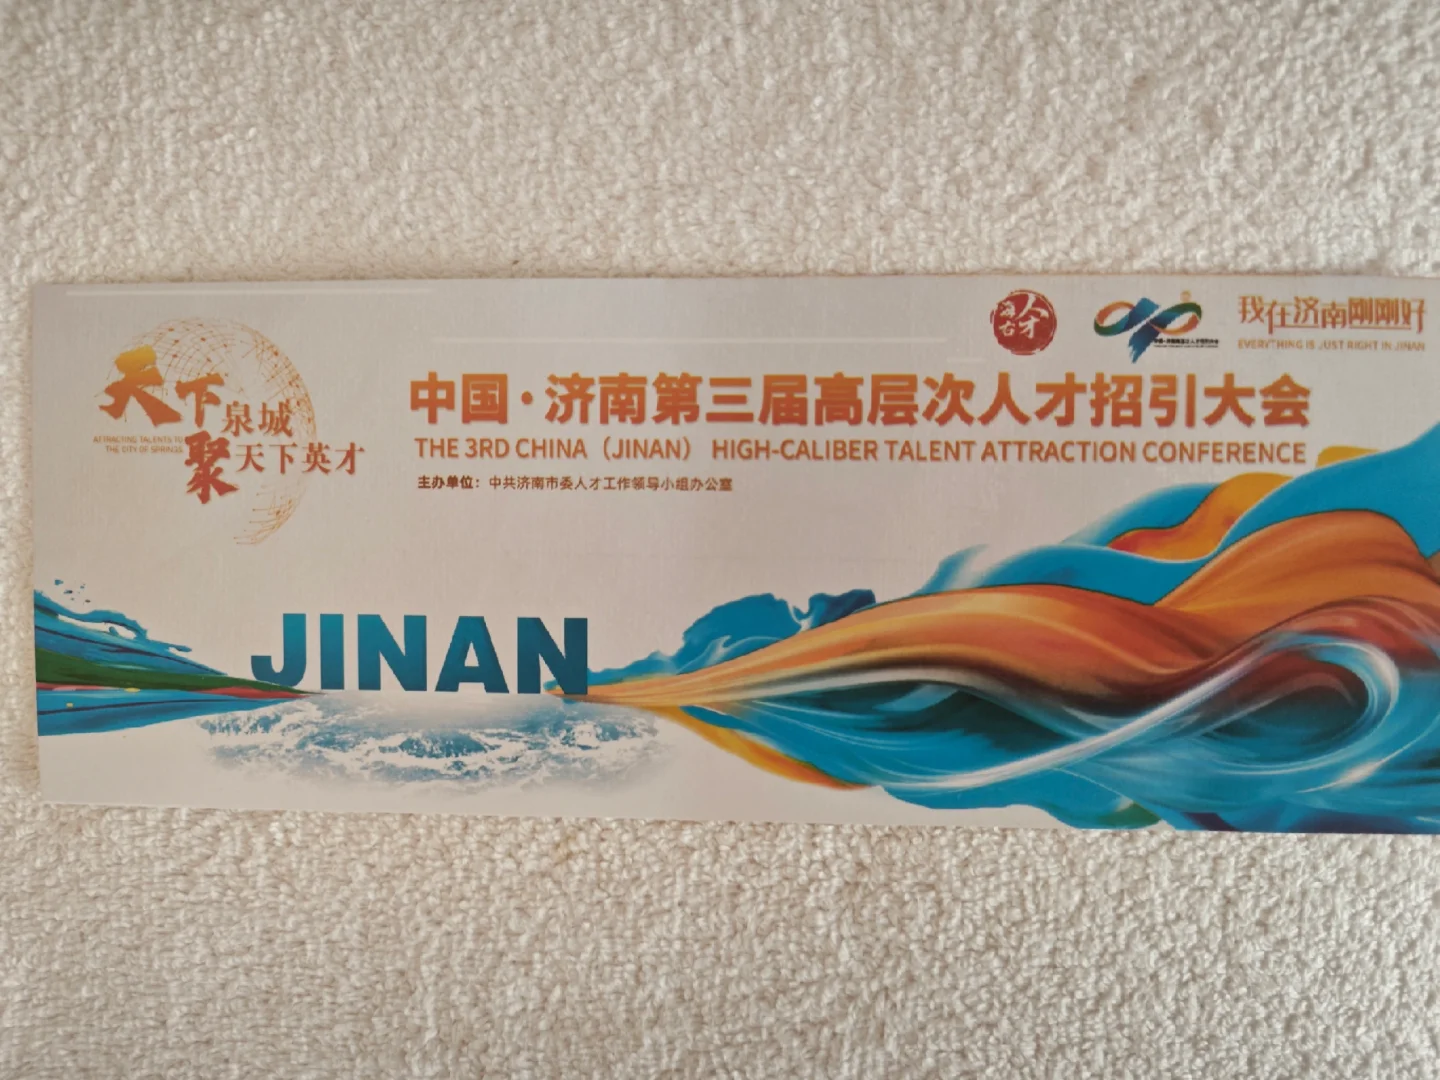 海右人才
我在济南刚刚好
EVERYTHING IS JUST RIGHT IN JINAN
天下泉城
ATTRACTING TALENTS TO
THE CITY OF SPRINGS
聚天下英才
中国·济南第三届高层次人才招引大会
THE 3RD CHINA（JINAN） HIGH-CALIBER TALENT ATTRACTION CONFERENCE
主办单位：中共济南市委人才工作领导小组办公室
JINAN